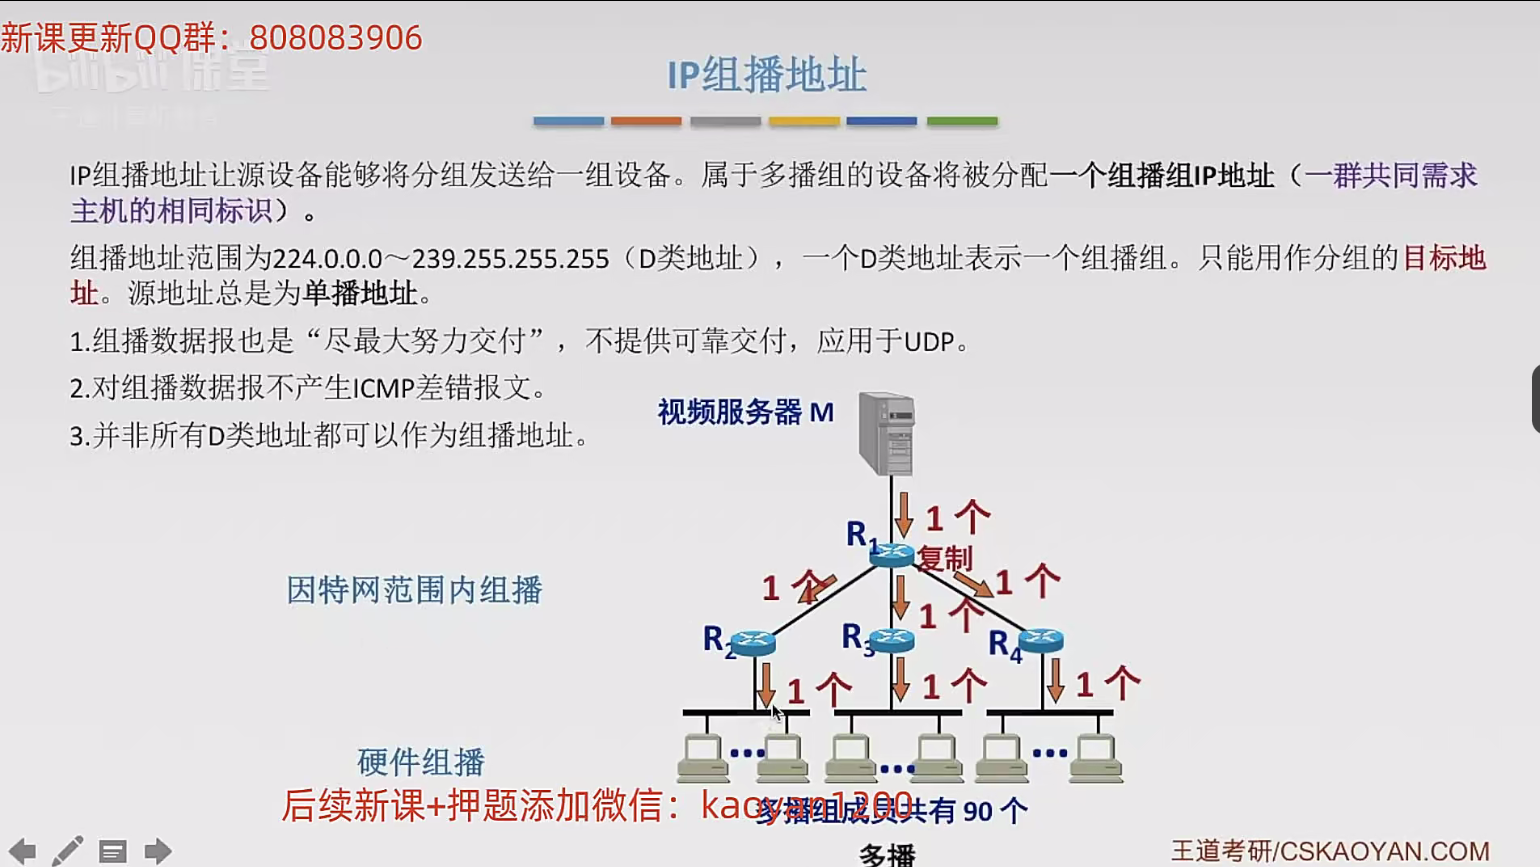 新课更新QQ群：808083906
bilibili 课堂
IP组播地址
IP组播地址让源设备能够将分组发送给一组设备。属于多播组的设备将被分配一个组播组IP地址（一群共同需求
主机的相同标识）。
组播地址范围为224.0.0.0～239.255.255.255（D类地址），一个D类地址表示一个组播组。只能用作分组的目标地
址。源地址总是为单播地址。
1.组播数据报也是“尽最大努力交付”，不提供可靠交付，应用于UDP。
2.对组播数据报不产生ICMP差错报文。
3.并非所有D类地址都可以作为组播地址。
视频服务器 M
1 个
R1
复制
1 个
1 个
1 个
因特网范围内组播
R2
R3
R4
1 个
1 个
1 个
硬件组播
后续新课+押题添加微信：kaoyan1200
多播组成员共有 90 个
多播
王道考研/CSKAOYAN.COM